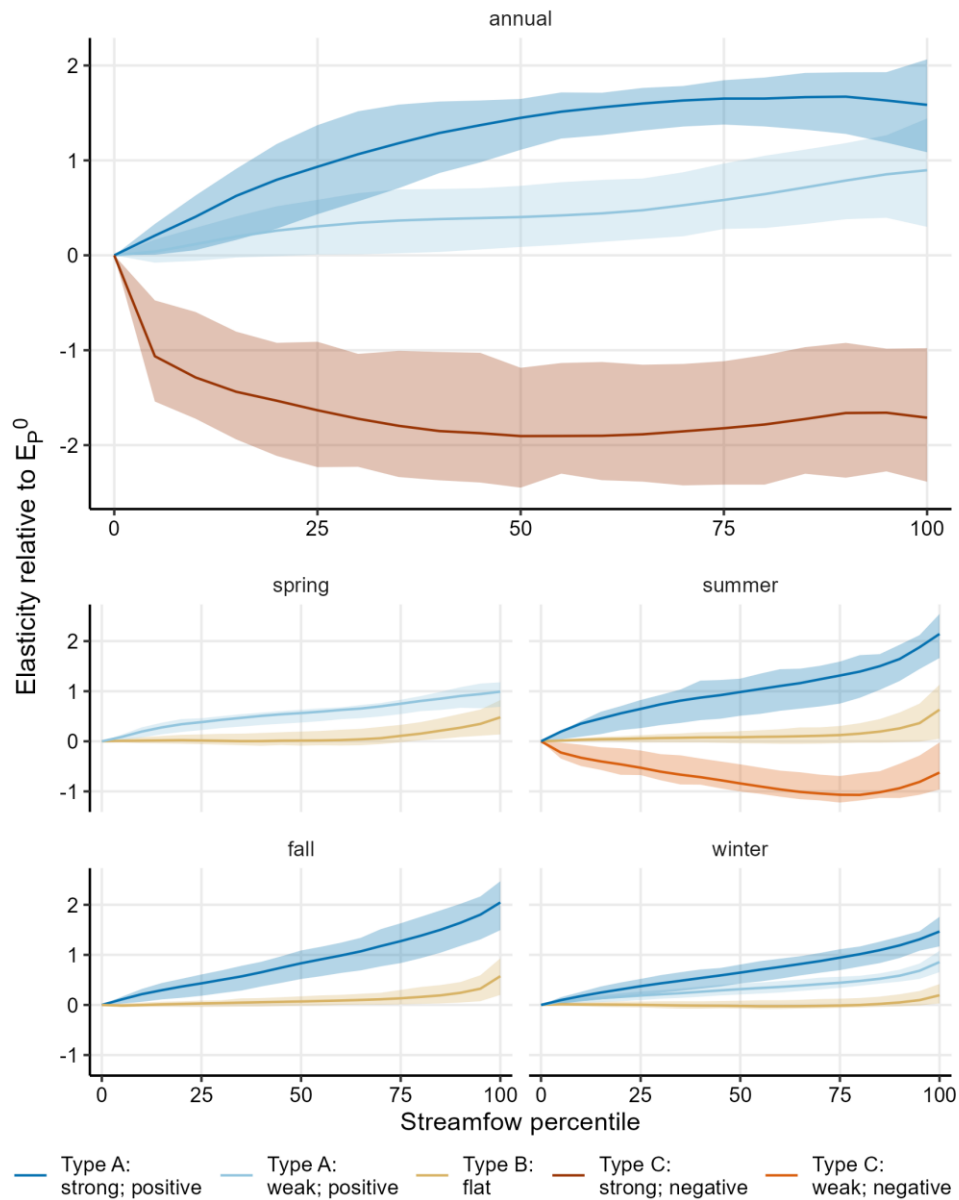 annual
Elasticity relative to E_P^0
2
1
0
-1
-2
0 25 50 75 100
spring summer
2
1
0
-1
fall winter
2
1
0
-1
0 25 50 75 100 0 25 50 75 100
Streamfow percentile
Type A: Type A: Type B: Type C: Type C:
strong; positive weak; positive flat strong; negative weak; negative